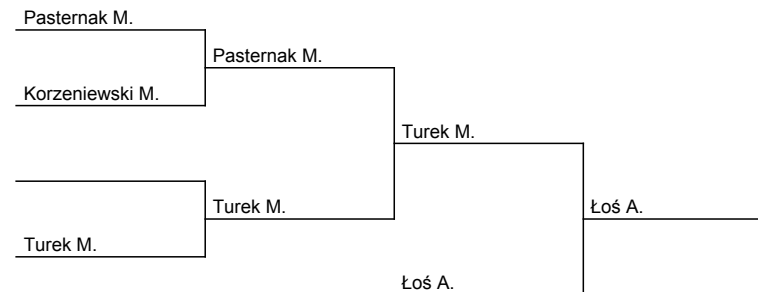 Pasternak M.
Pasternak M.
Korzeniewski M.
Turek M.
Turek M.
Łoś A.
Turek M.
Łoś A.